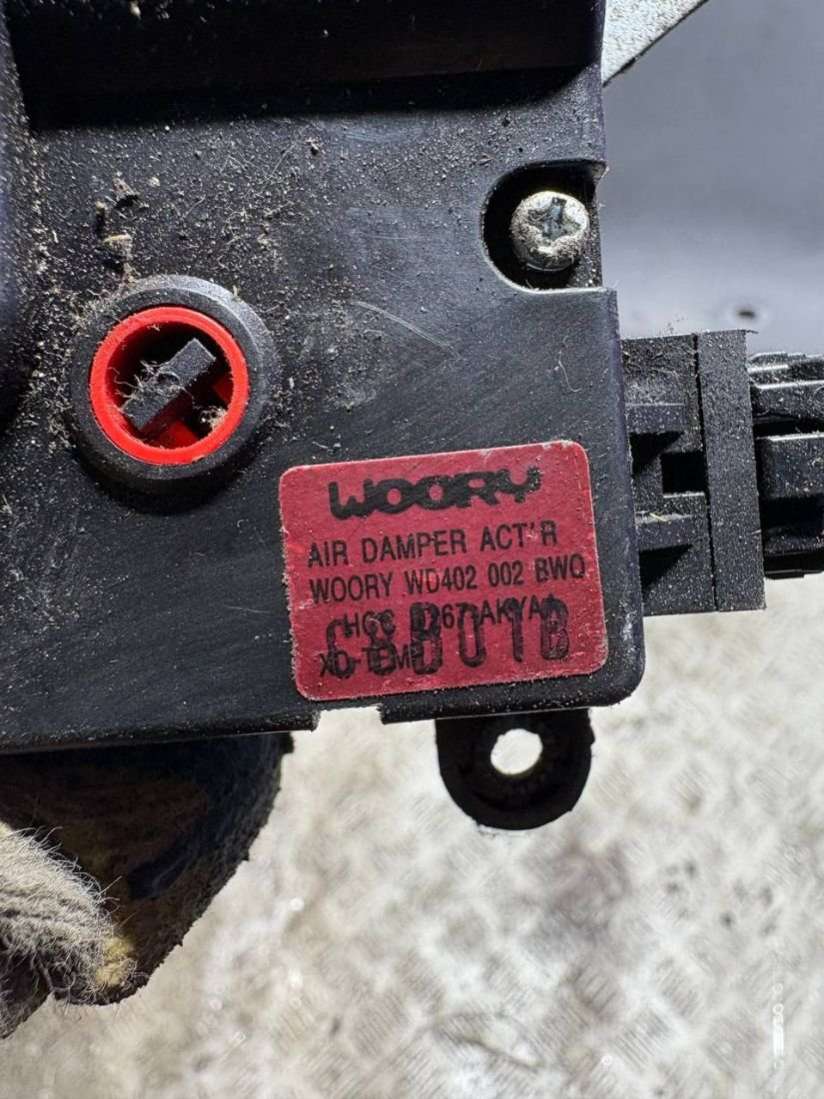 WOORY
AIR DAMPER ACT'R
WOORY WD402 002 BWQ
C8B01B